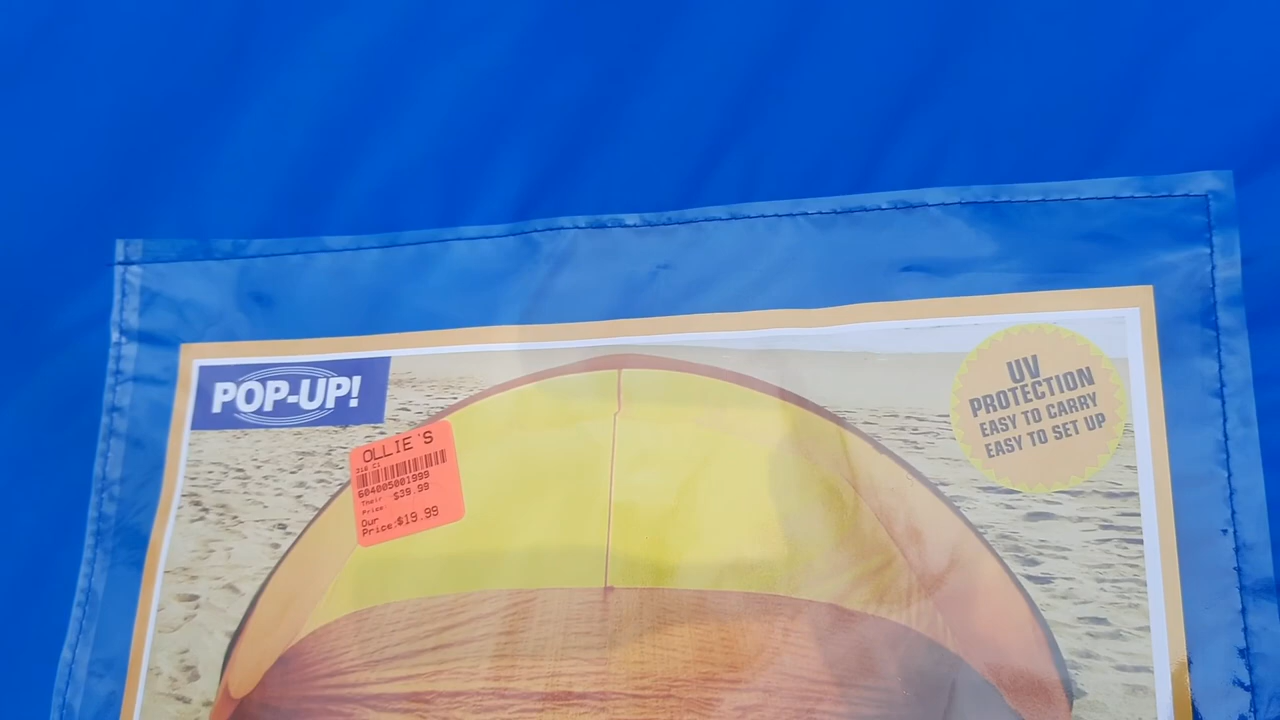 POP-UP!
UV
PROTECTION
EASY TO CARRY
EASY TO SET UP
OLLIE'S
604005001999
Their
Price: $39.99
Our
Price:$19.99